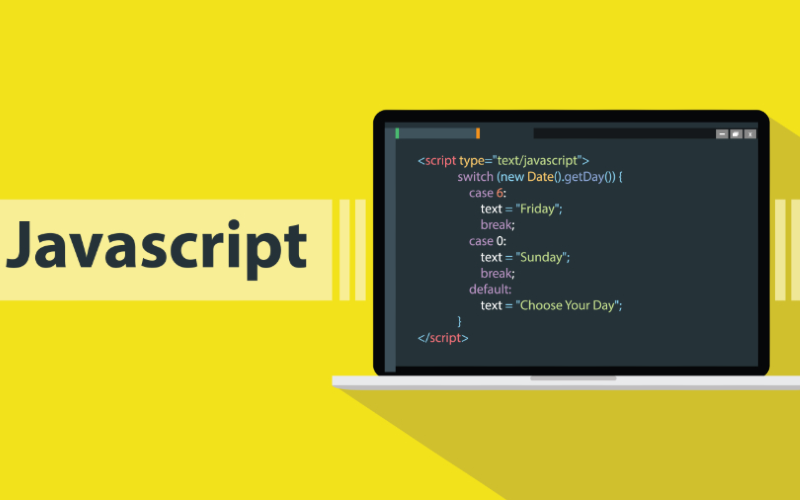 Javascript
<script type="text/javascript">
switch (new Date().getDay()) {
case 6:
text = "Friday";
break;
case 0:
text = "Sunday";
break;
default:
text = "Choose Your Day";
}
</script>